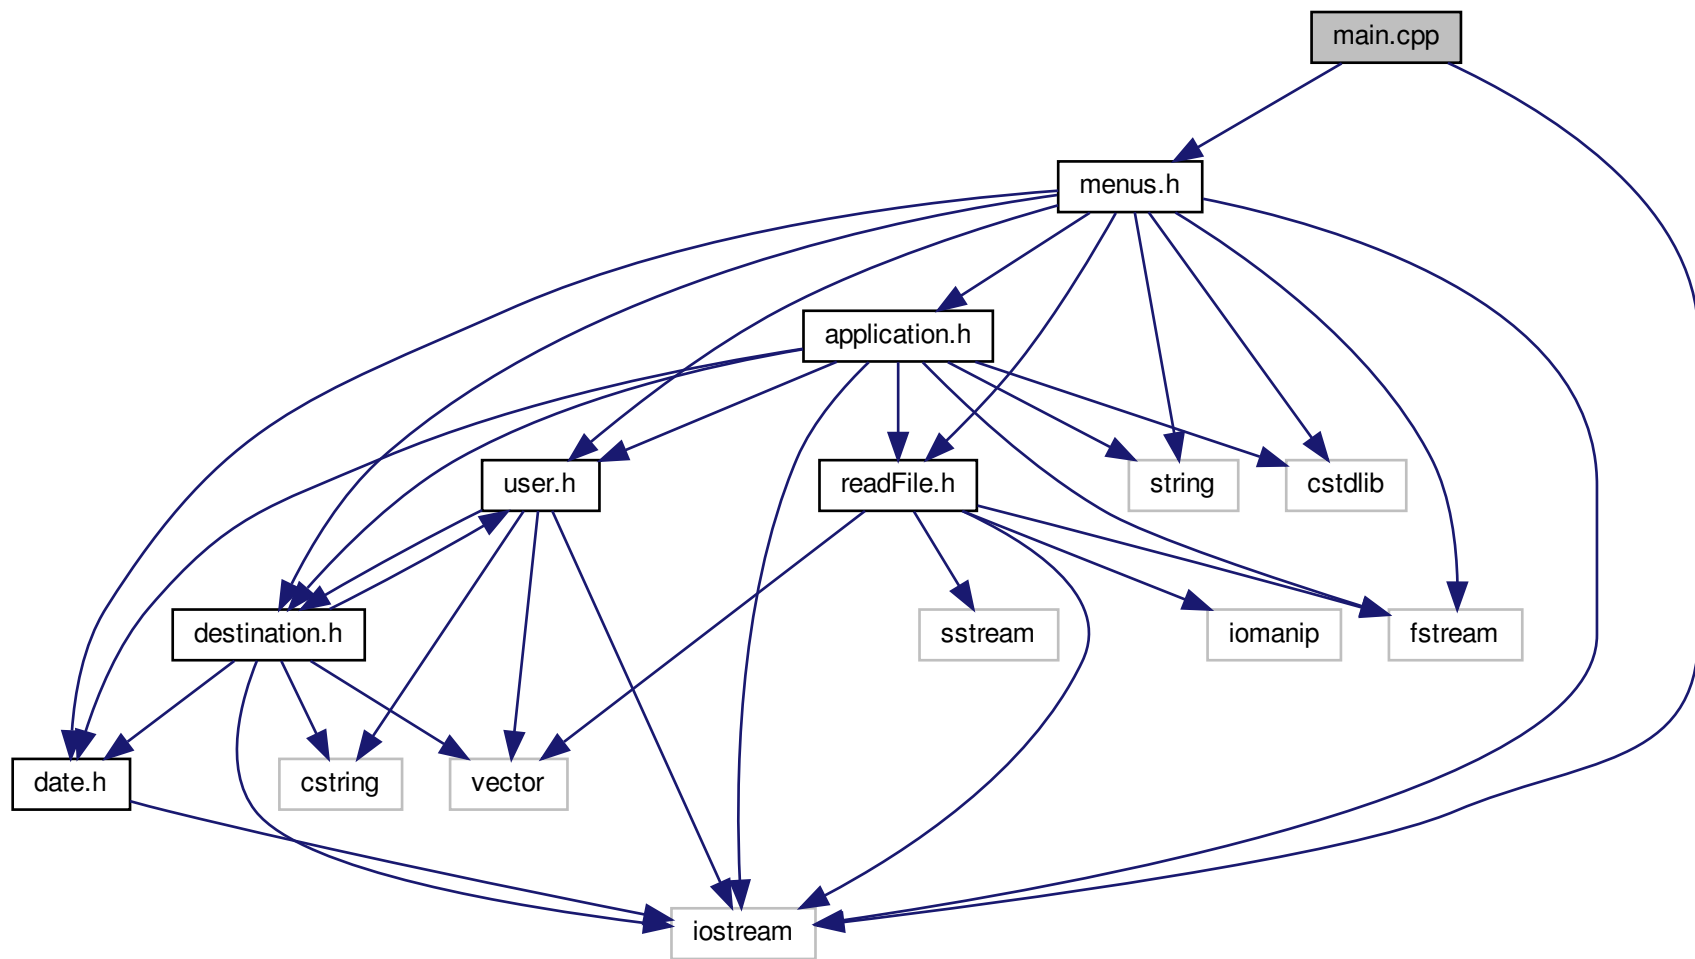 main.cpp
menus.h
application.h
user.h
readFile.h
string
cstdlib
destination.h
sstream
iomanip
fstream
date.h
cstring
vector
iostream